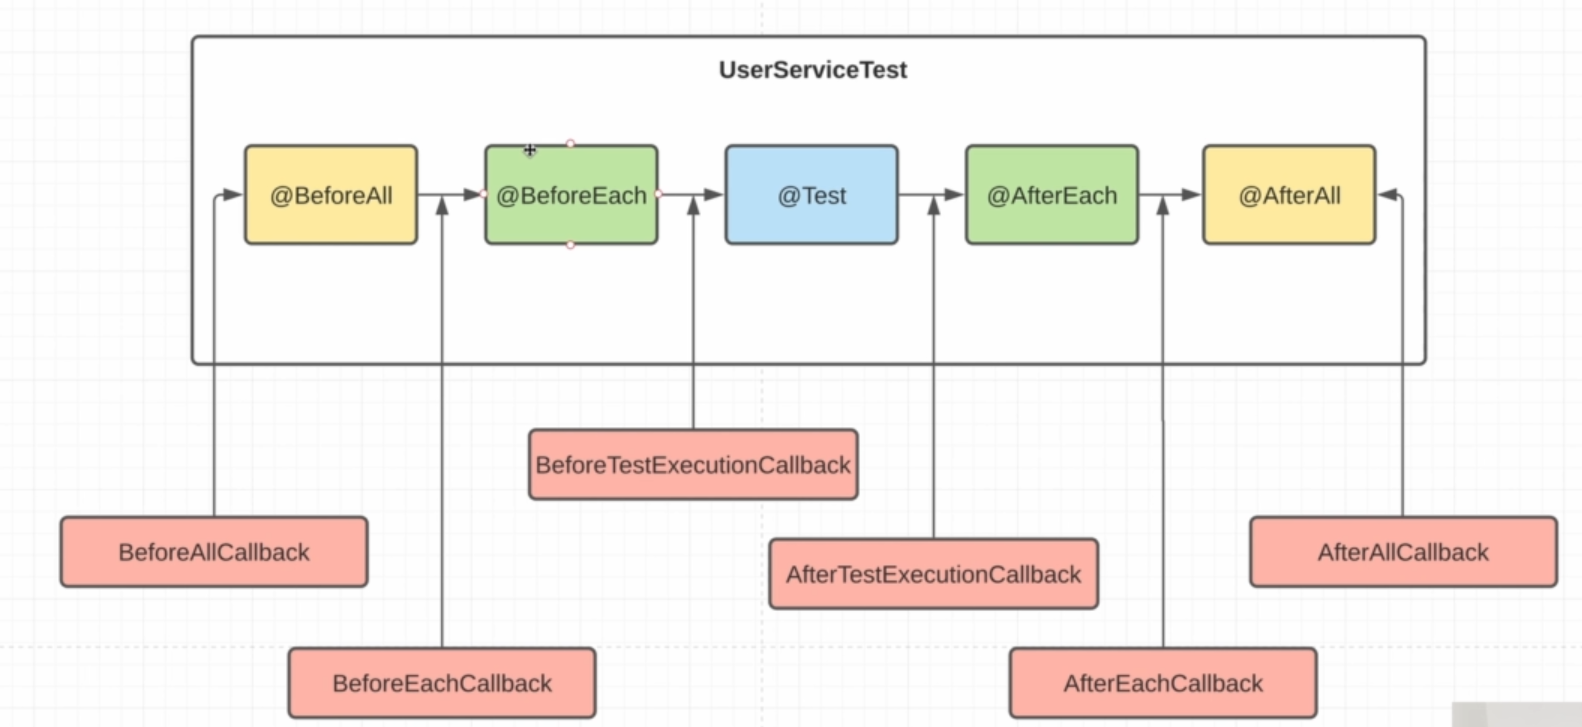 UserServiceTest
@BeforeAll
@BeforeEach
@Test
@AfterEach
@AfterAll
BeforeTestExecutionCallback
BeforeAllCallback
AfterAllCallback
AfterTestExecutionCallback
BeforeEachCallback
AfterEachCallback